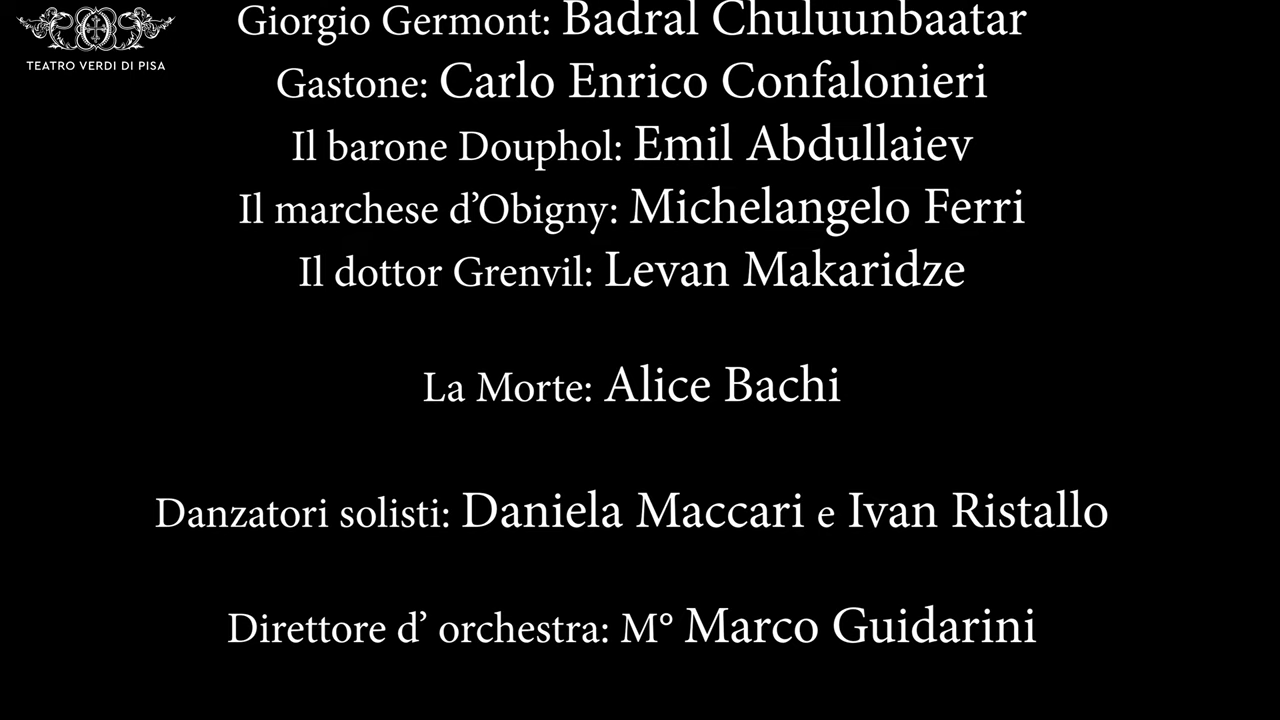 Giorgio Germont: Badral Chuluunbaatar
TEATRO VERDI DI PISA
Gastone: Carlo Enrico Confalonieri
Il barone Douphol: Emil Abdullaiev
Il marchese d’Obigny: Michelangelo Ferri
Il dottor Grenvil: Levan Makaridze
La Morte: Alice Bachi
Danzatori solisti: Daniela Maccari e Ivan Ristallo
Direttore d’ orchestra: M° Marco Guidarini